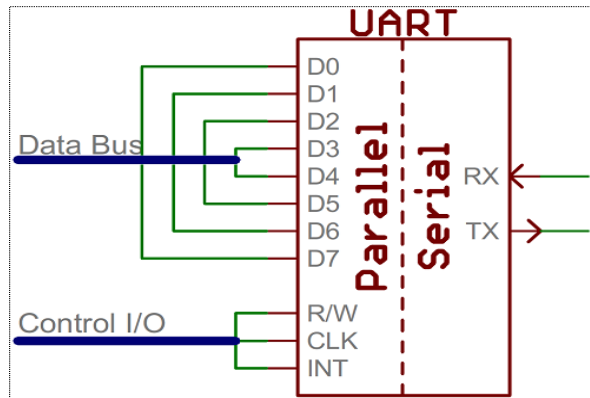 UART
Data Bus
Control I/O
D0
D1
D2
D3
D4
D5
D6
D7
R/W
CLK
INT
Parallel
Serial
RX
TX